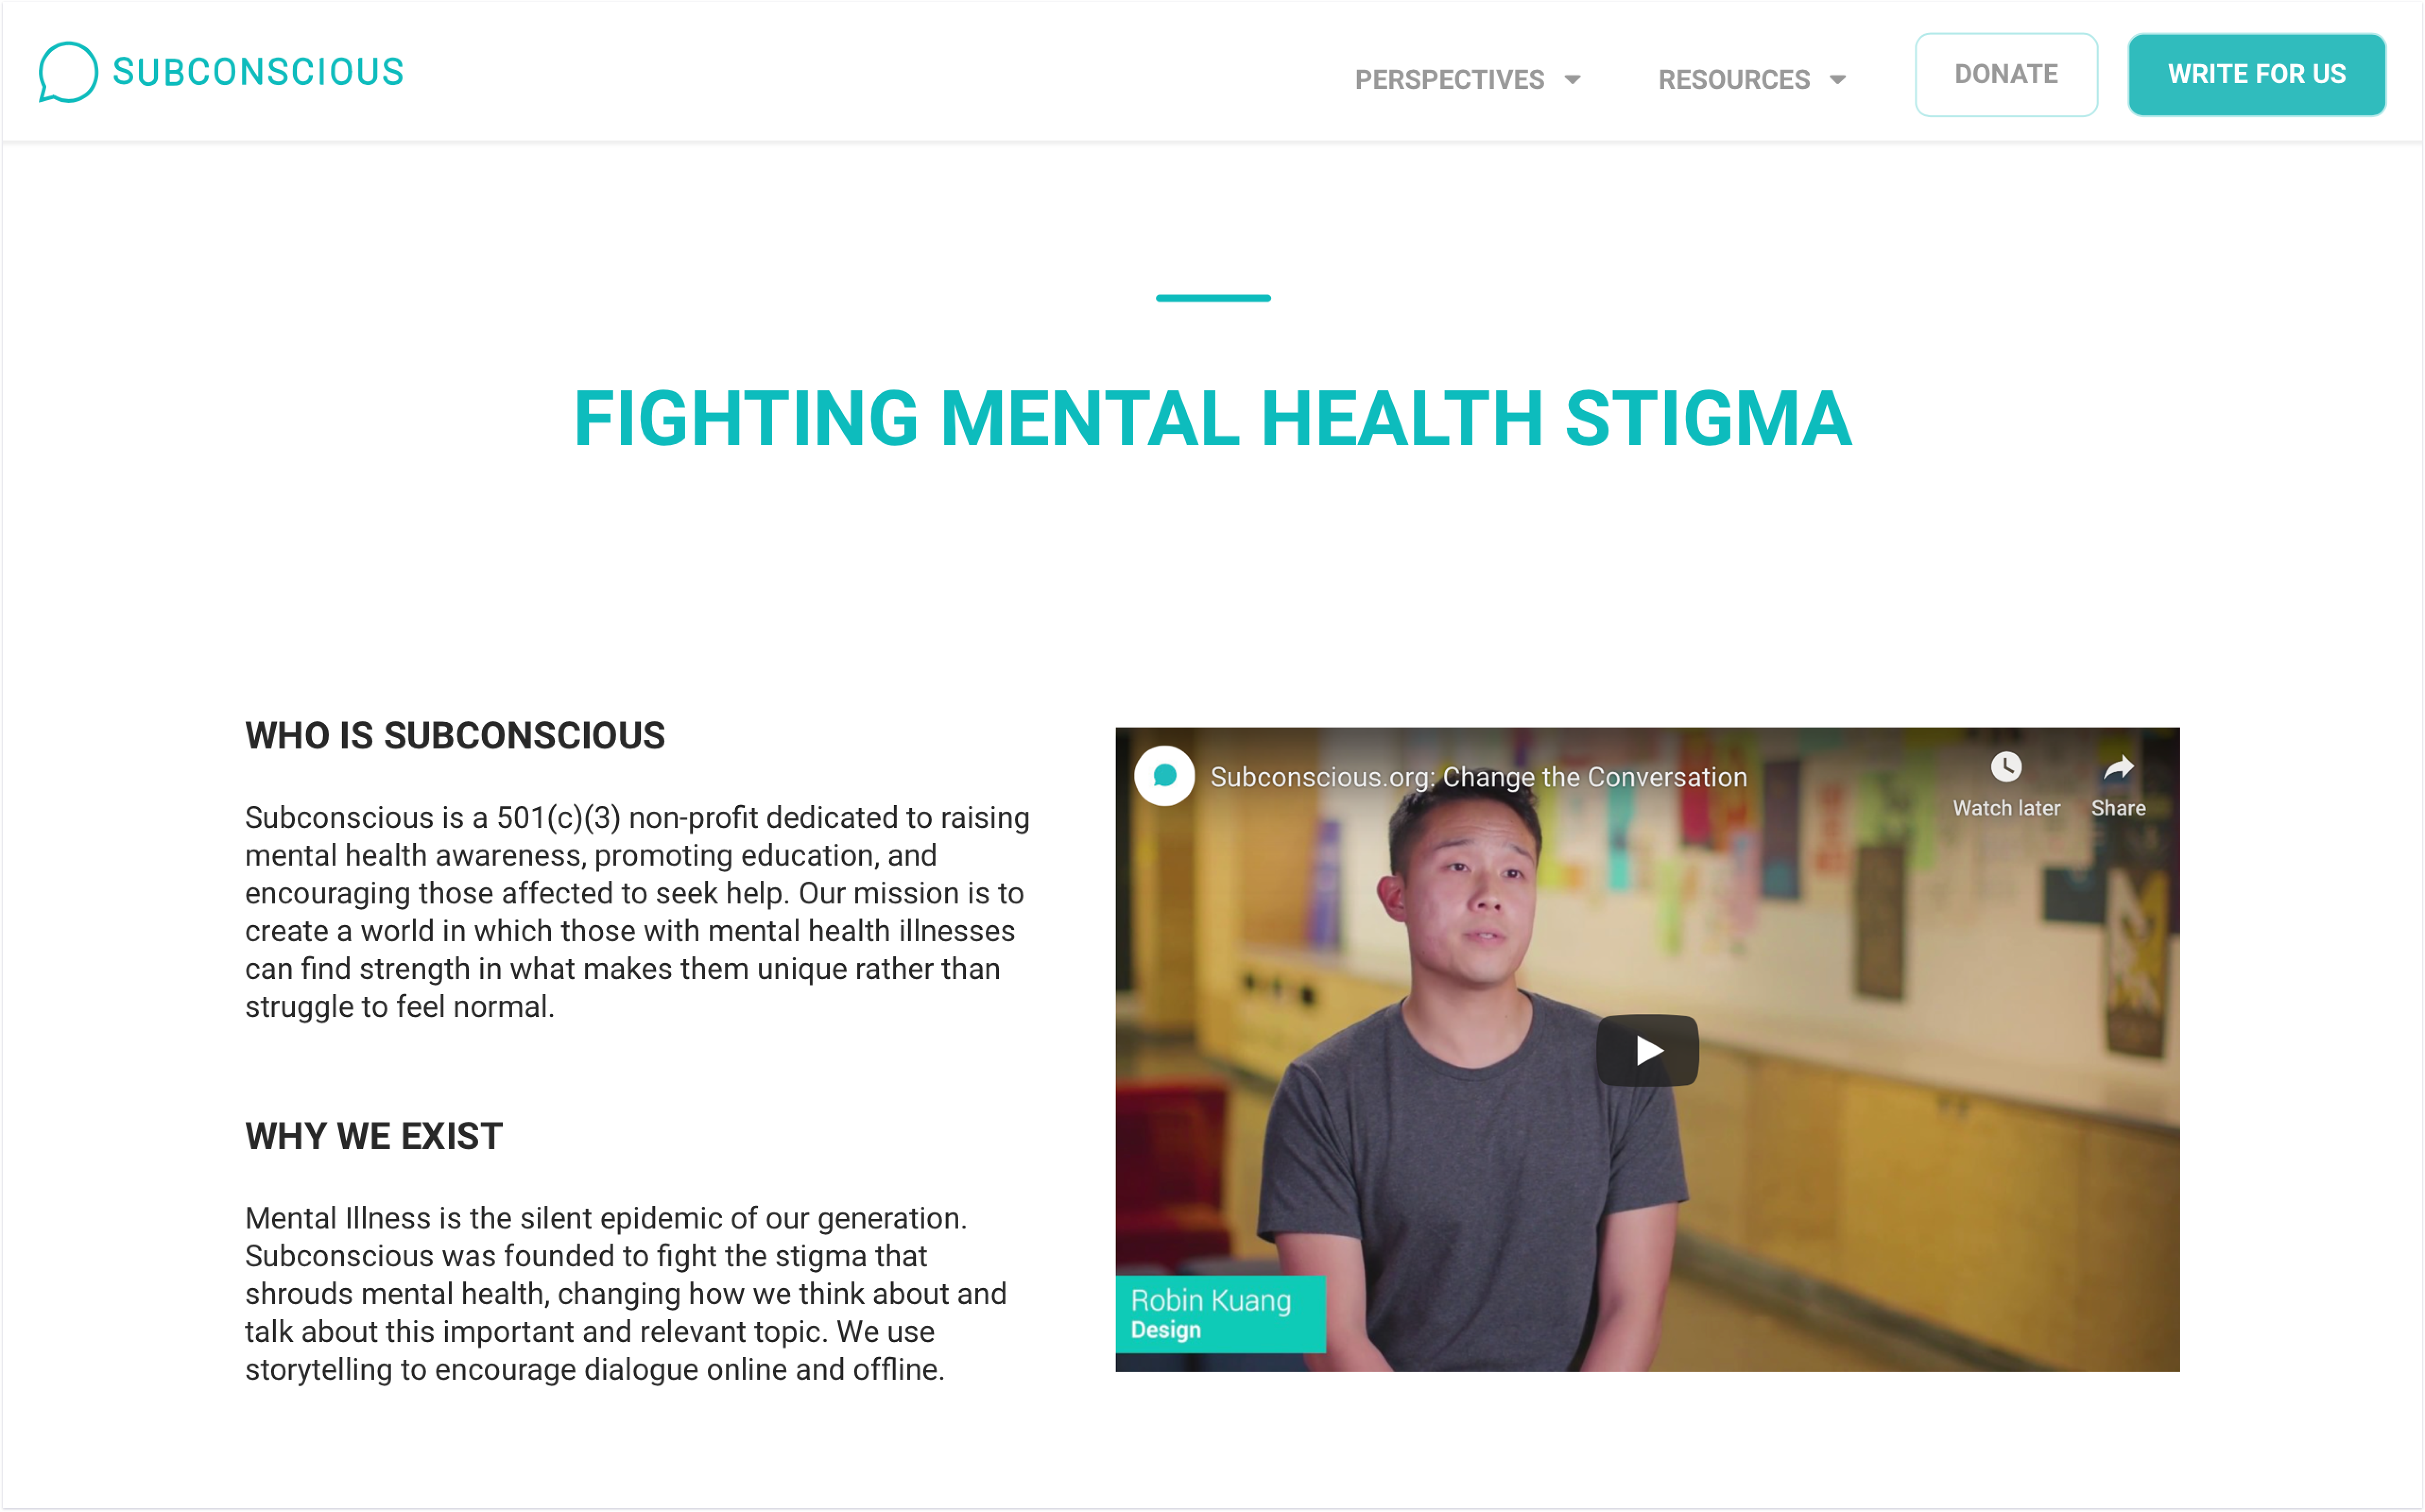 SUBCONSCIOUS
PERSPECTIVES
RESOURCES
DONATE
WRITE FOR US
FIGHTING MENTAL HEALTH STIGMA
WHO IS SUBCONSCIOUS
Subconscious is a 501(c)(3) non-profit dedicated to raising
mental health awareness, promoting education, and
encouraging those affected to seek help. Our mission is to
create a world in which those with mental health illnesses
can find strength in what makes them unique rather than
struggle to feel normal.
WHY WE EXIST
Mental Illness is the silent epidemic of our generation.
Subconscious was founded to fight the stigma that
shrouds mental health, changing how we think about and
talk about this important and relevant topic. We use
storytelling to encourage dialogue online and offline.
Subconscious.org: Change the Conversation
Watch later
Share
Robin Kuang
Design